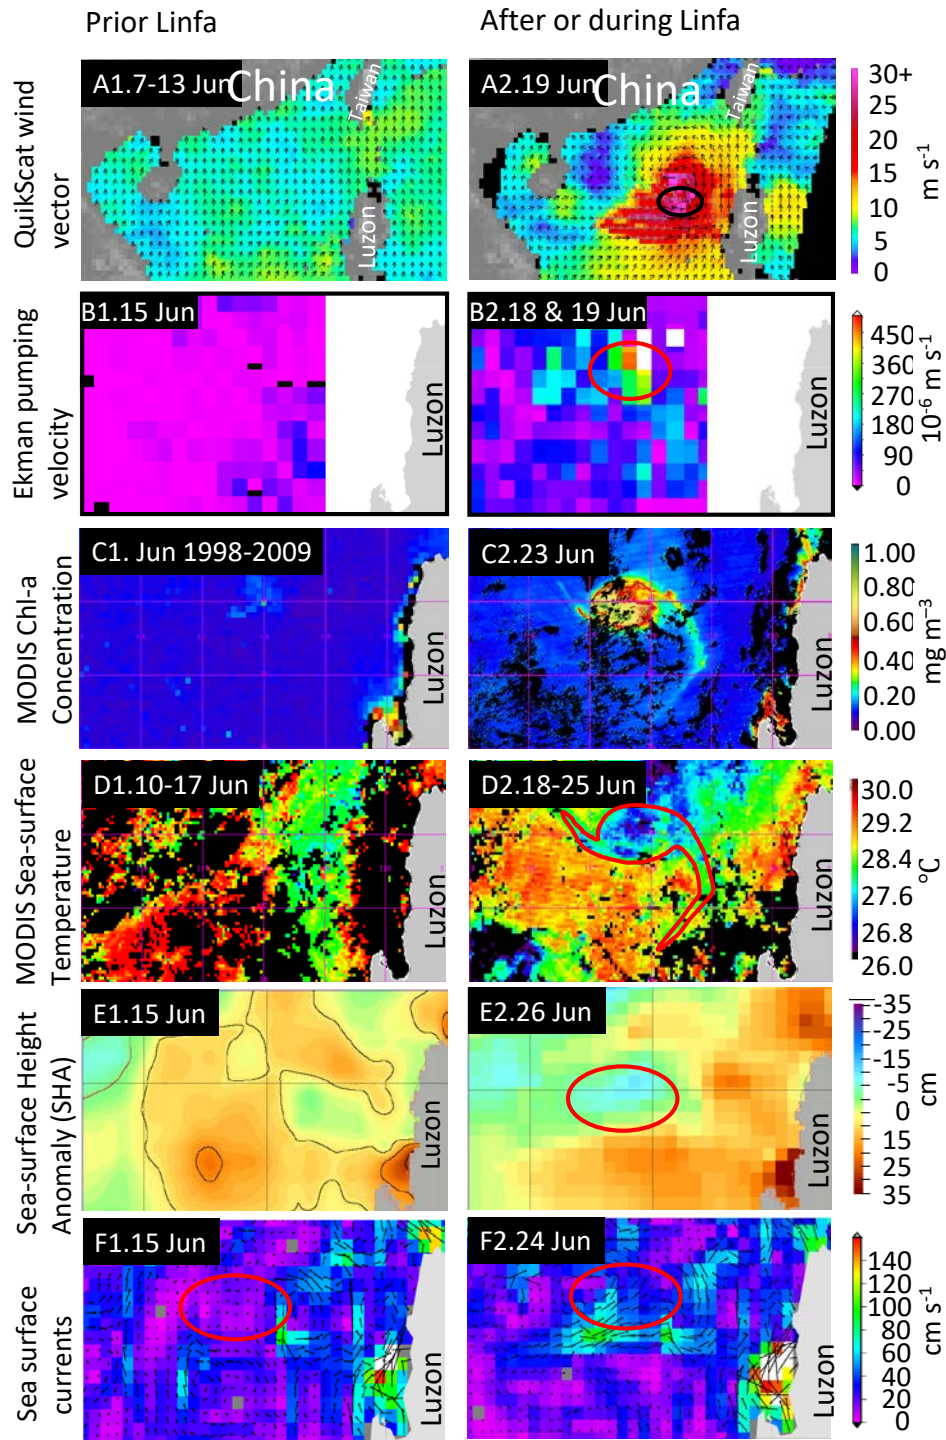 Prior Linfa
After or during Linfa
QuikScat wind
vector
A1.7-13 Jun
China
Taiwan
Luzon
A2.19 Jun
China
Taiwan
Luzon
30+
25
20
15
10
5
0
m s⁻¹
Ekman pumping
velocity
B1.15 Jun
Luzon
B2.18 & 19 Jun
Luzon
450
360
270
180
90
0
10⁻⁶ m s⁻¹
MODIS Chl-a
Concentration
C1. Jun 1998-2009
Luzon
C2.23 Jun
Luzon
1.00
0.80
0.60
0.40
0.20
0.00
mg m⁻³
MODIS Sea-surface
Temperature
D1.10-17 Jun
Luzon
D2.18-25 Jun
Luzon
30.0
29.2
28.4
27.6
26.8
26.0
°C
Sea-surface Height
Anomaly (SHA)
E1.15 Jun
Luzon
E2.26 Jun
Luzon
-35
-25
-15
0
15
25
35
cm
Sea surface
currents
F1.15 Jun
Luzon
F2.24 Jun
Luzon
140
120
100
80
60
40
20
0
cm s⁻¹